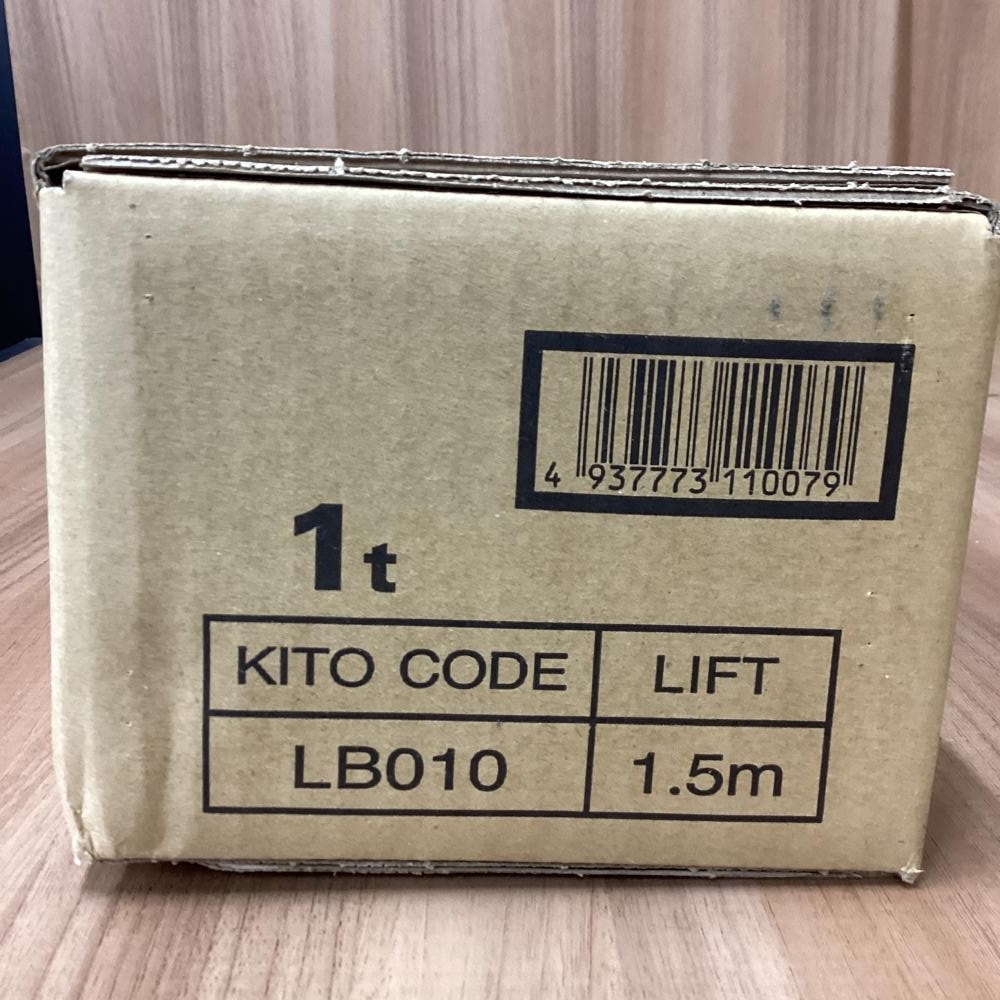 4 937773 110079
1t
KITO CODE LIFT
LB010 1.5m